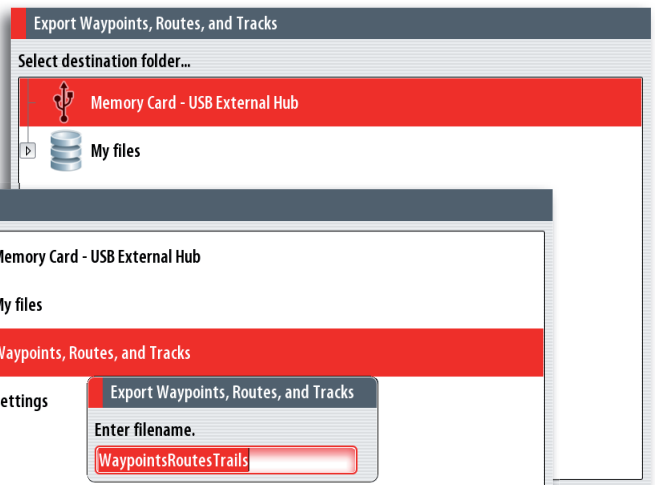 Export Waypoints, Routes, and Tracks
Select destination folder...
Memory Card - USB External Hub
My files
Memory Card - USB External Hub
My files
Waypoints, Routes, and Tracks
ettings
Export Waypoints, Routes, and Tracks
Enter filename.
WaypointsRoutesTrails